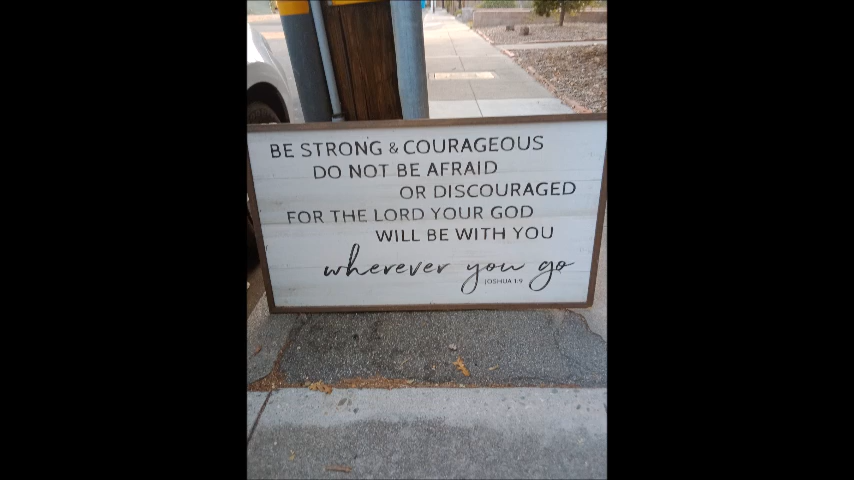 BE STRONG & COURAGEOUS
DO NOT BE AFRAID
OR DISCOURAGED
FOR THE LORD YOUR GOD
WILL BE WITH YOU
wherever you go
JOSHUA 1:9